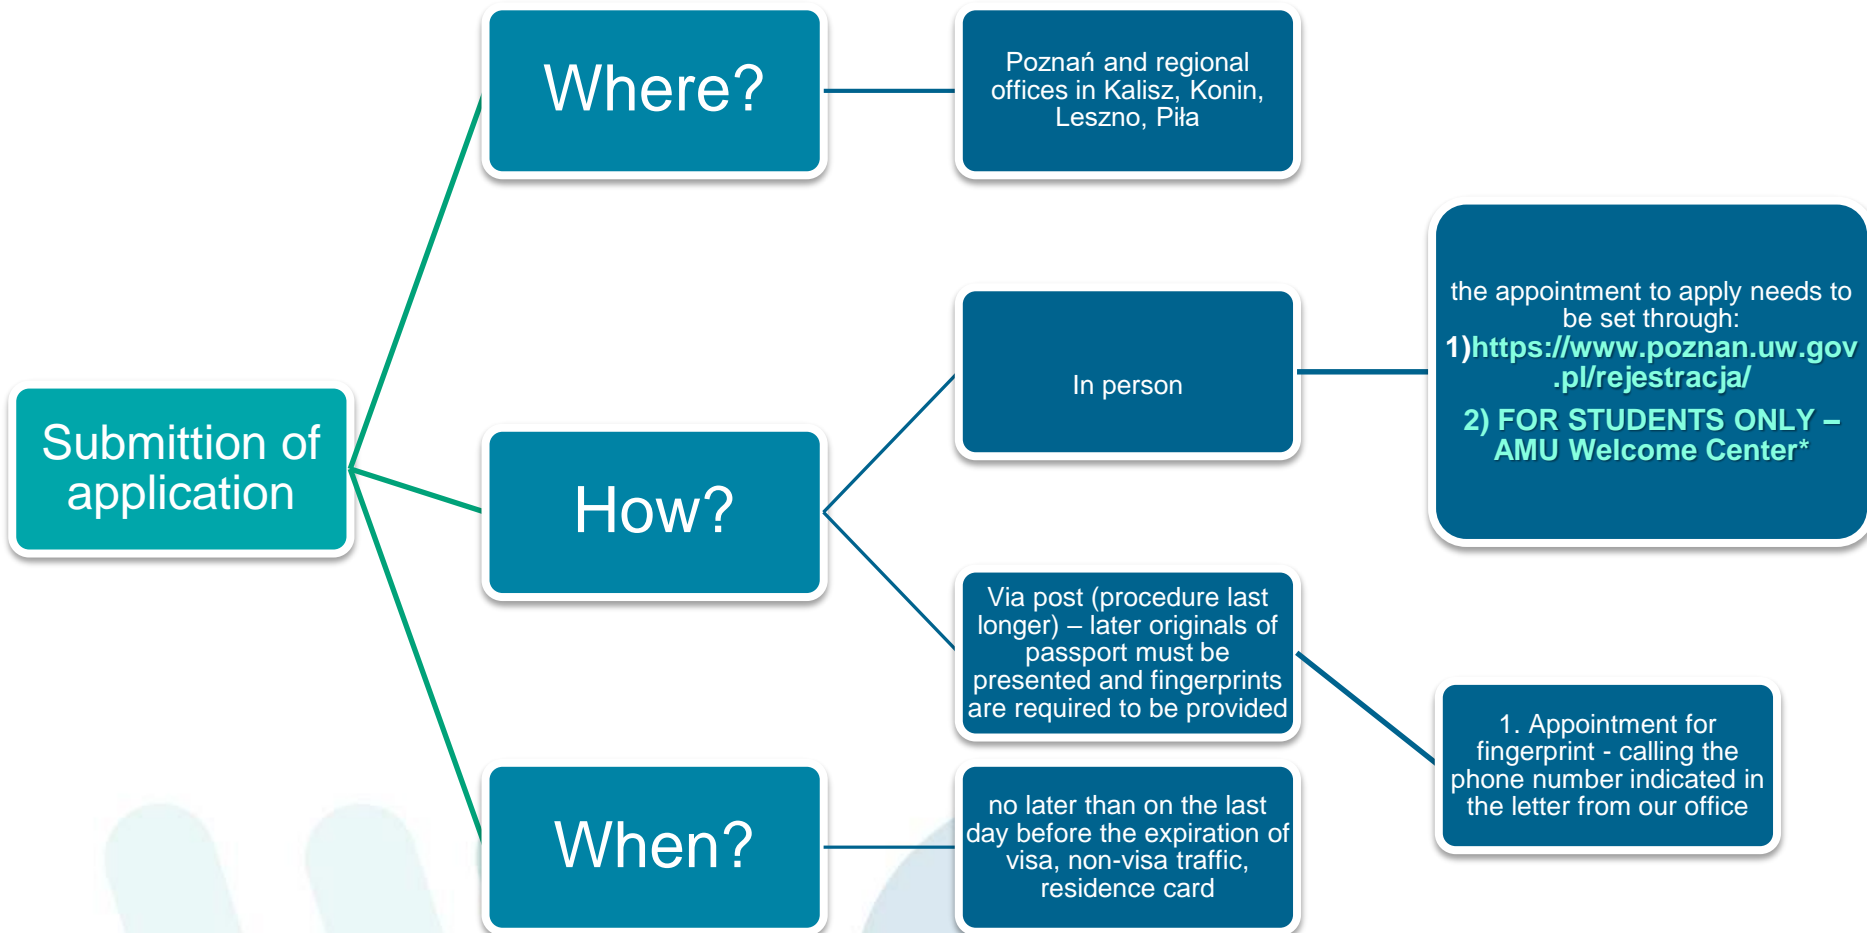 Submittion of
application
Where?
Poznań and regional
offices in Kalisz, Konin,
Leszno, Piła
How?
In person
the appointment to apply needs to
be set through:
1)https://www.poznan.uw.gov
.pl/rejestracja/
2) FOR STUDENTS ONLY –
AMU Welcome Center*
Via post (procedure last
longer) – later originals of
passport must be
presented and fingerprints
are required to be provided
1. Appointment for
fingerprint - calling the
phone number indicated in
the letter from our office
When?
no later than on the last
day before the expiration of
visa, non-visa traffic,
residence card